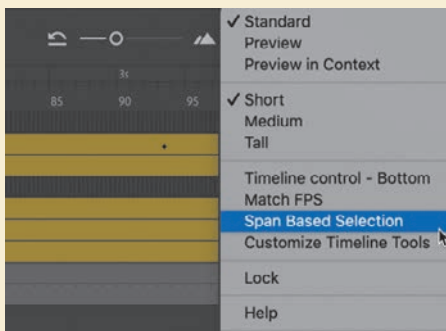 3s
85 90 95
✓ Standard
Preview
Preview in Context
✓ Short
Medium
Tall
Timeline control - Bottom
Match FPS
Span Based Selection
Customize Timeline Tools
Lock
Help